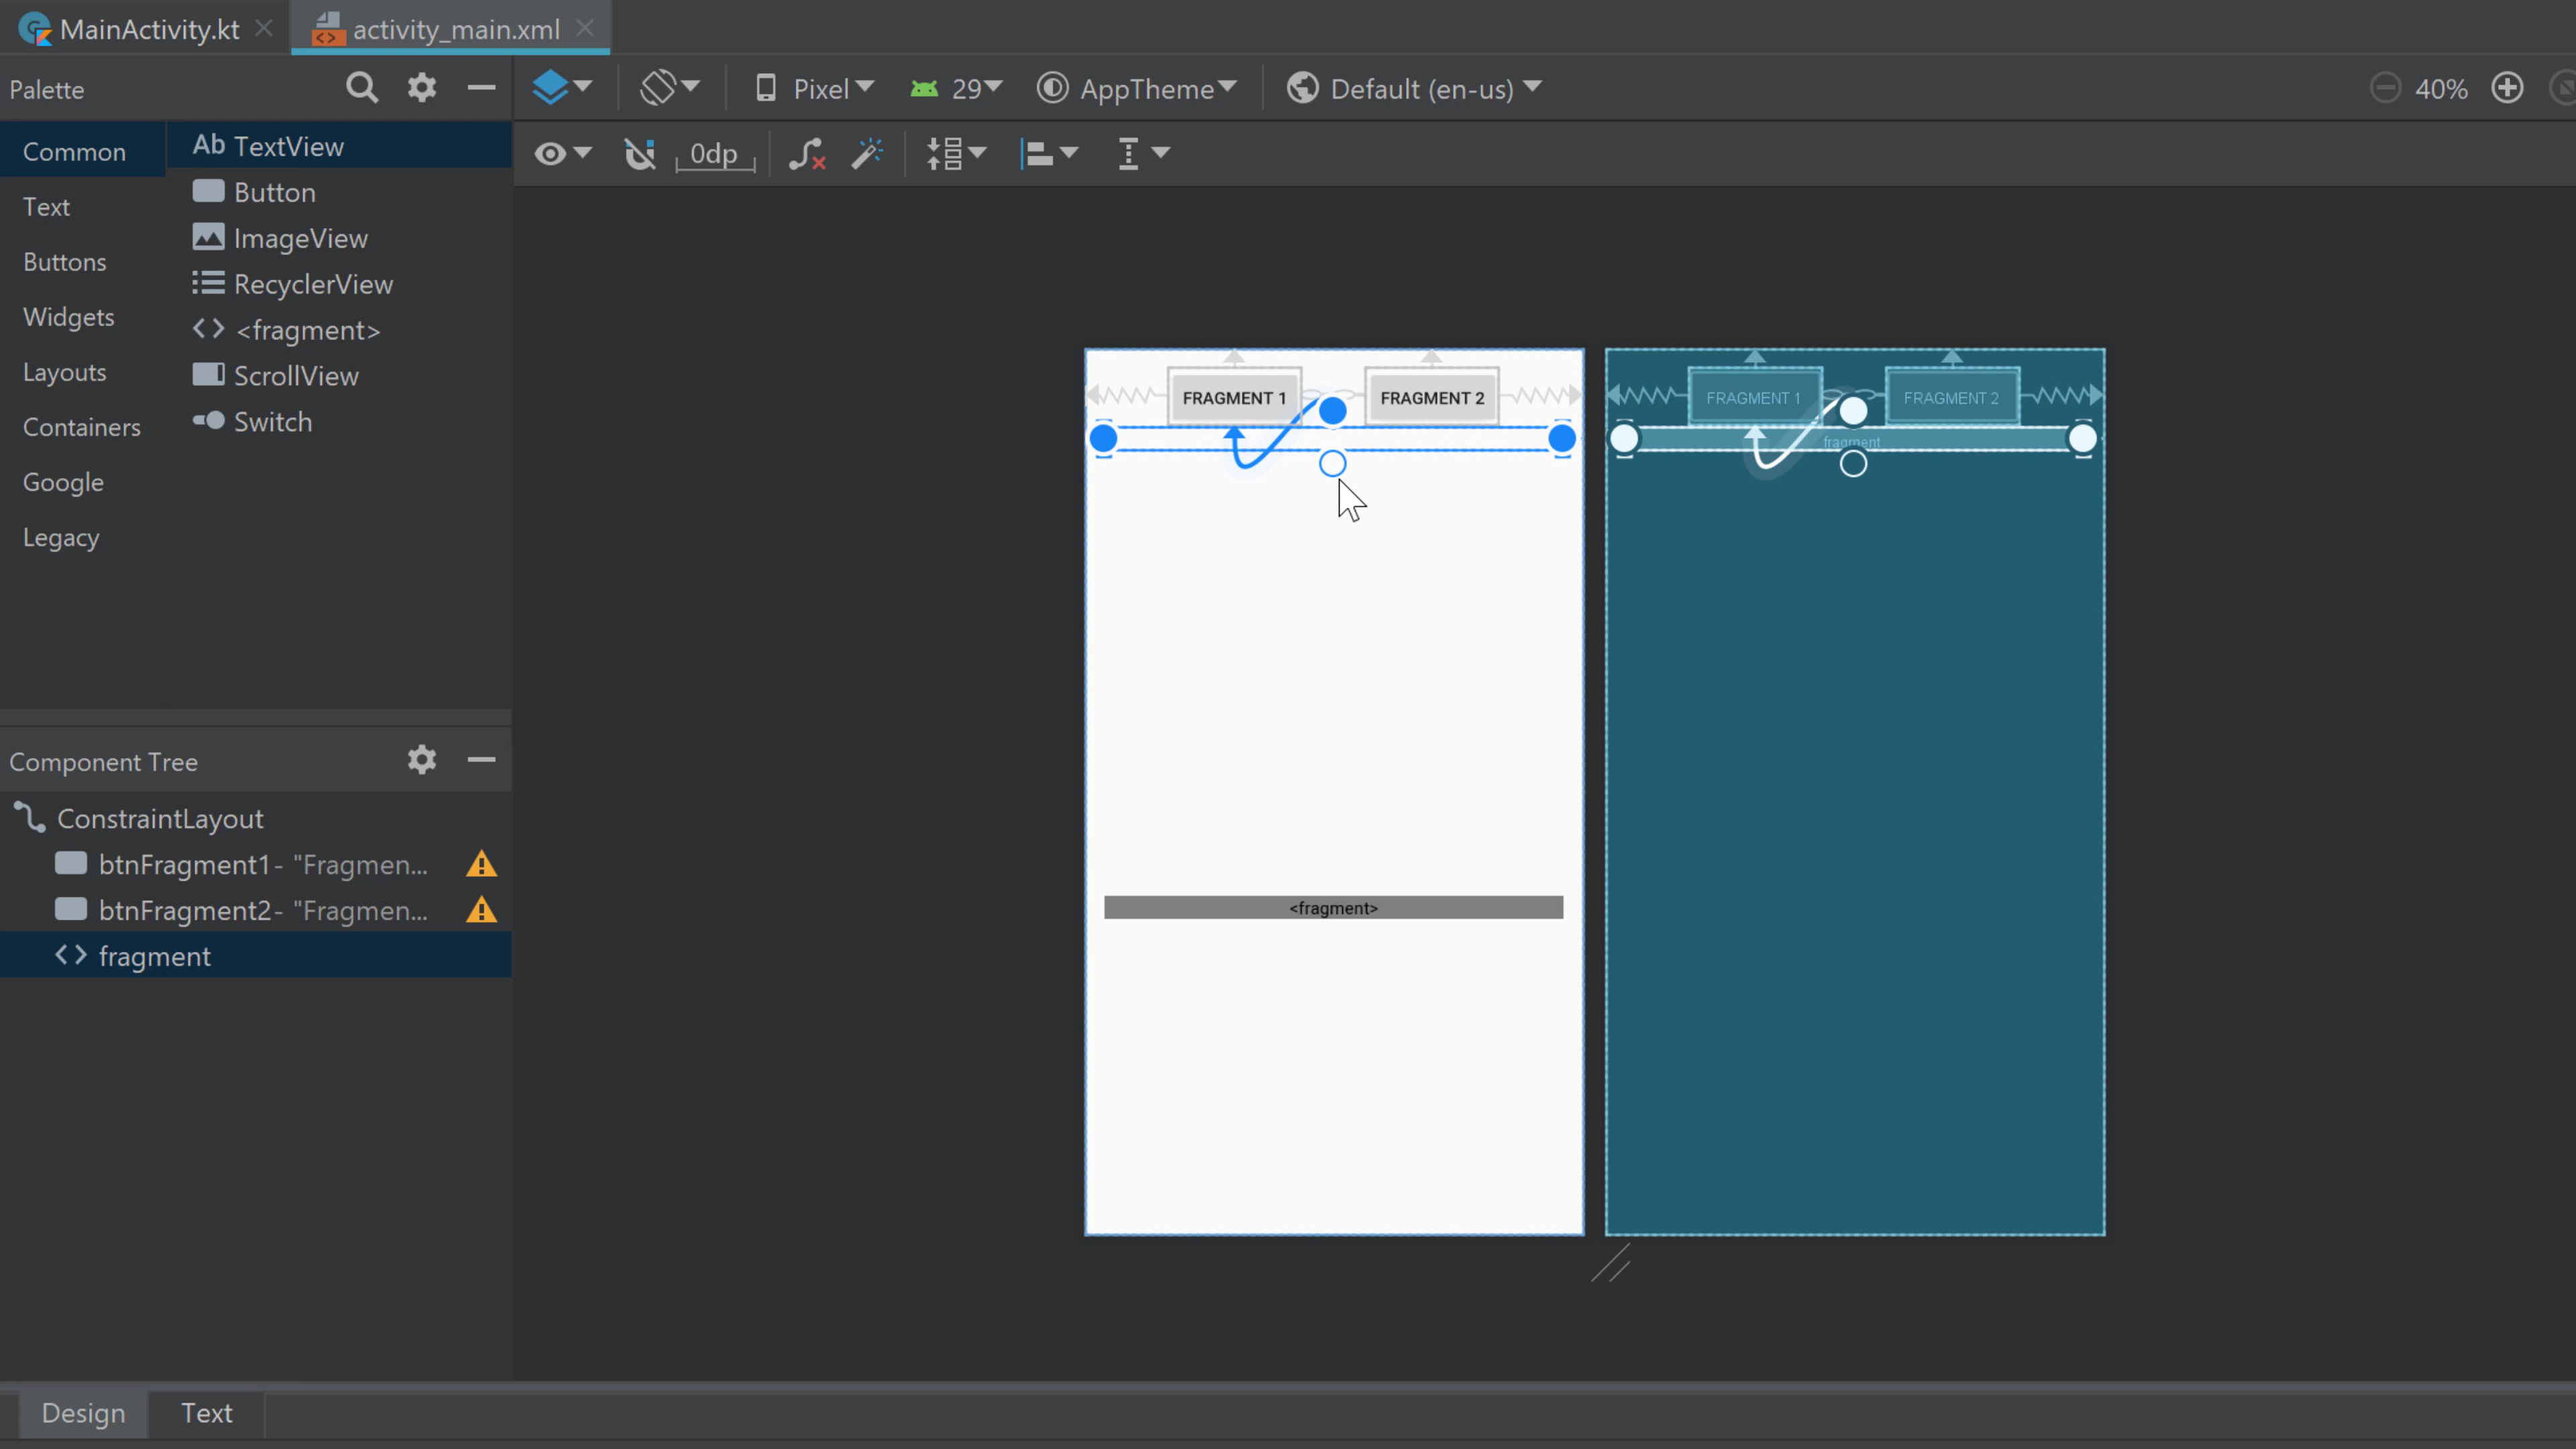 MainActivity.kt
activity_main.xml
Palette
Pixel
29
AppTheme
Default (en-us)
40%
Common
Ab TextView
0dp
Text
Button
ImageView
Buttons
RecyclerView
Widgets
<fragment>
Layouts
ScrollView
Containers
Switch
Google
Legacy
FRAGMENT 1
FRAGMENT 2
FRAGMENT 1
FRAGMENT 2
fragment
<fragment>
Component Tree
ConstraintLayout
btnFragment1- "Fragmen...
btnFragment2- "Fragmen...
<> fragment
Design
Text